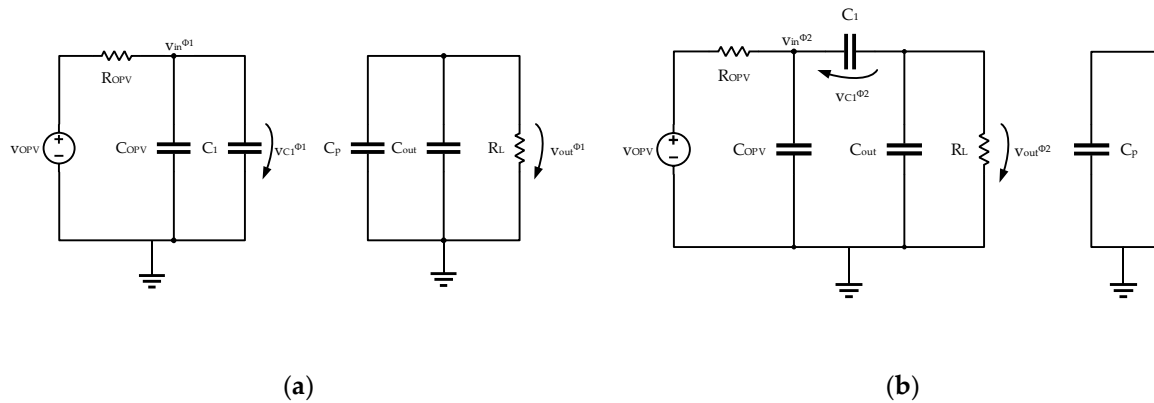 C₁
vin^Φ1
vin^Φ2
ROPV
ROPV
vC1^Φ2
vOPV
COPV
C₁
vC1^Φ1
Cp
Cout
RL
vout^Φ1
vOPV
COPV
Cout
RL
vout^Φ2
Cp
+
−
+
−
(a)
(b)